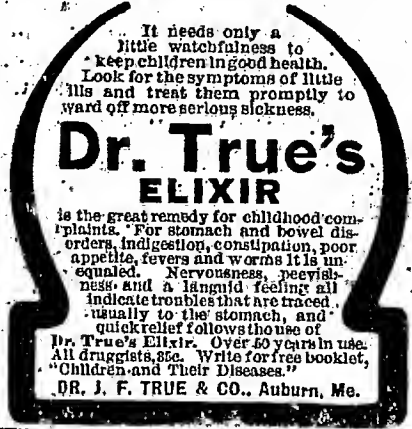 It needs only a
little watchfulness to
keep children in good health.
Look for the symptoms of little
ills and treat them promptly to
ward off more serious sickness.
Dr. True's
ELIXIR
is the great remedy for childhood com-
plaints. For stomach and bowel dis-
orders, indigestion, constipation, poor
appetite, fevers and worms it is un-
equaled. Nervousness, peevish-
ness and a languid feeling all
indicate troubles that are traced
usually to the stomach, and
quick relief follows the use of
Dr. True's Elixir. Over 50 years in use.
All druggists, 35c. Write for free booklet,
"Children and Their Diseases."
DR. J. F. TRUE & CO., Auburn, Me.